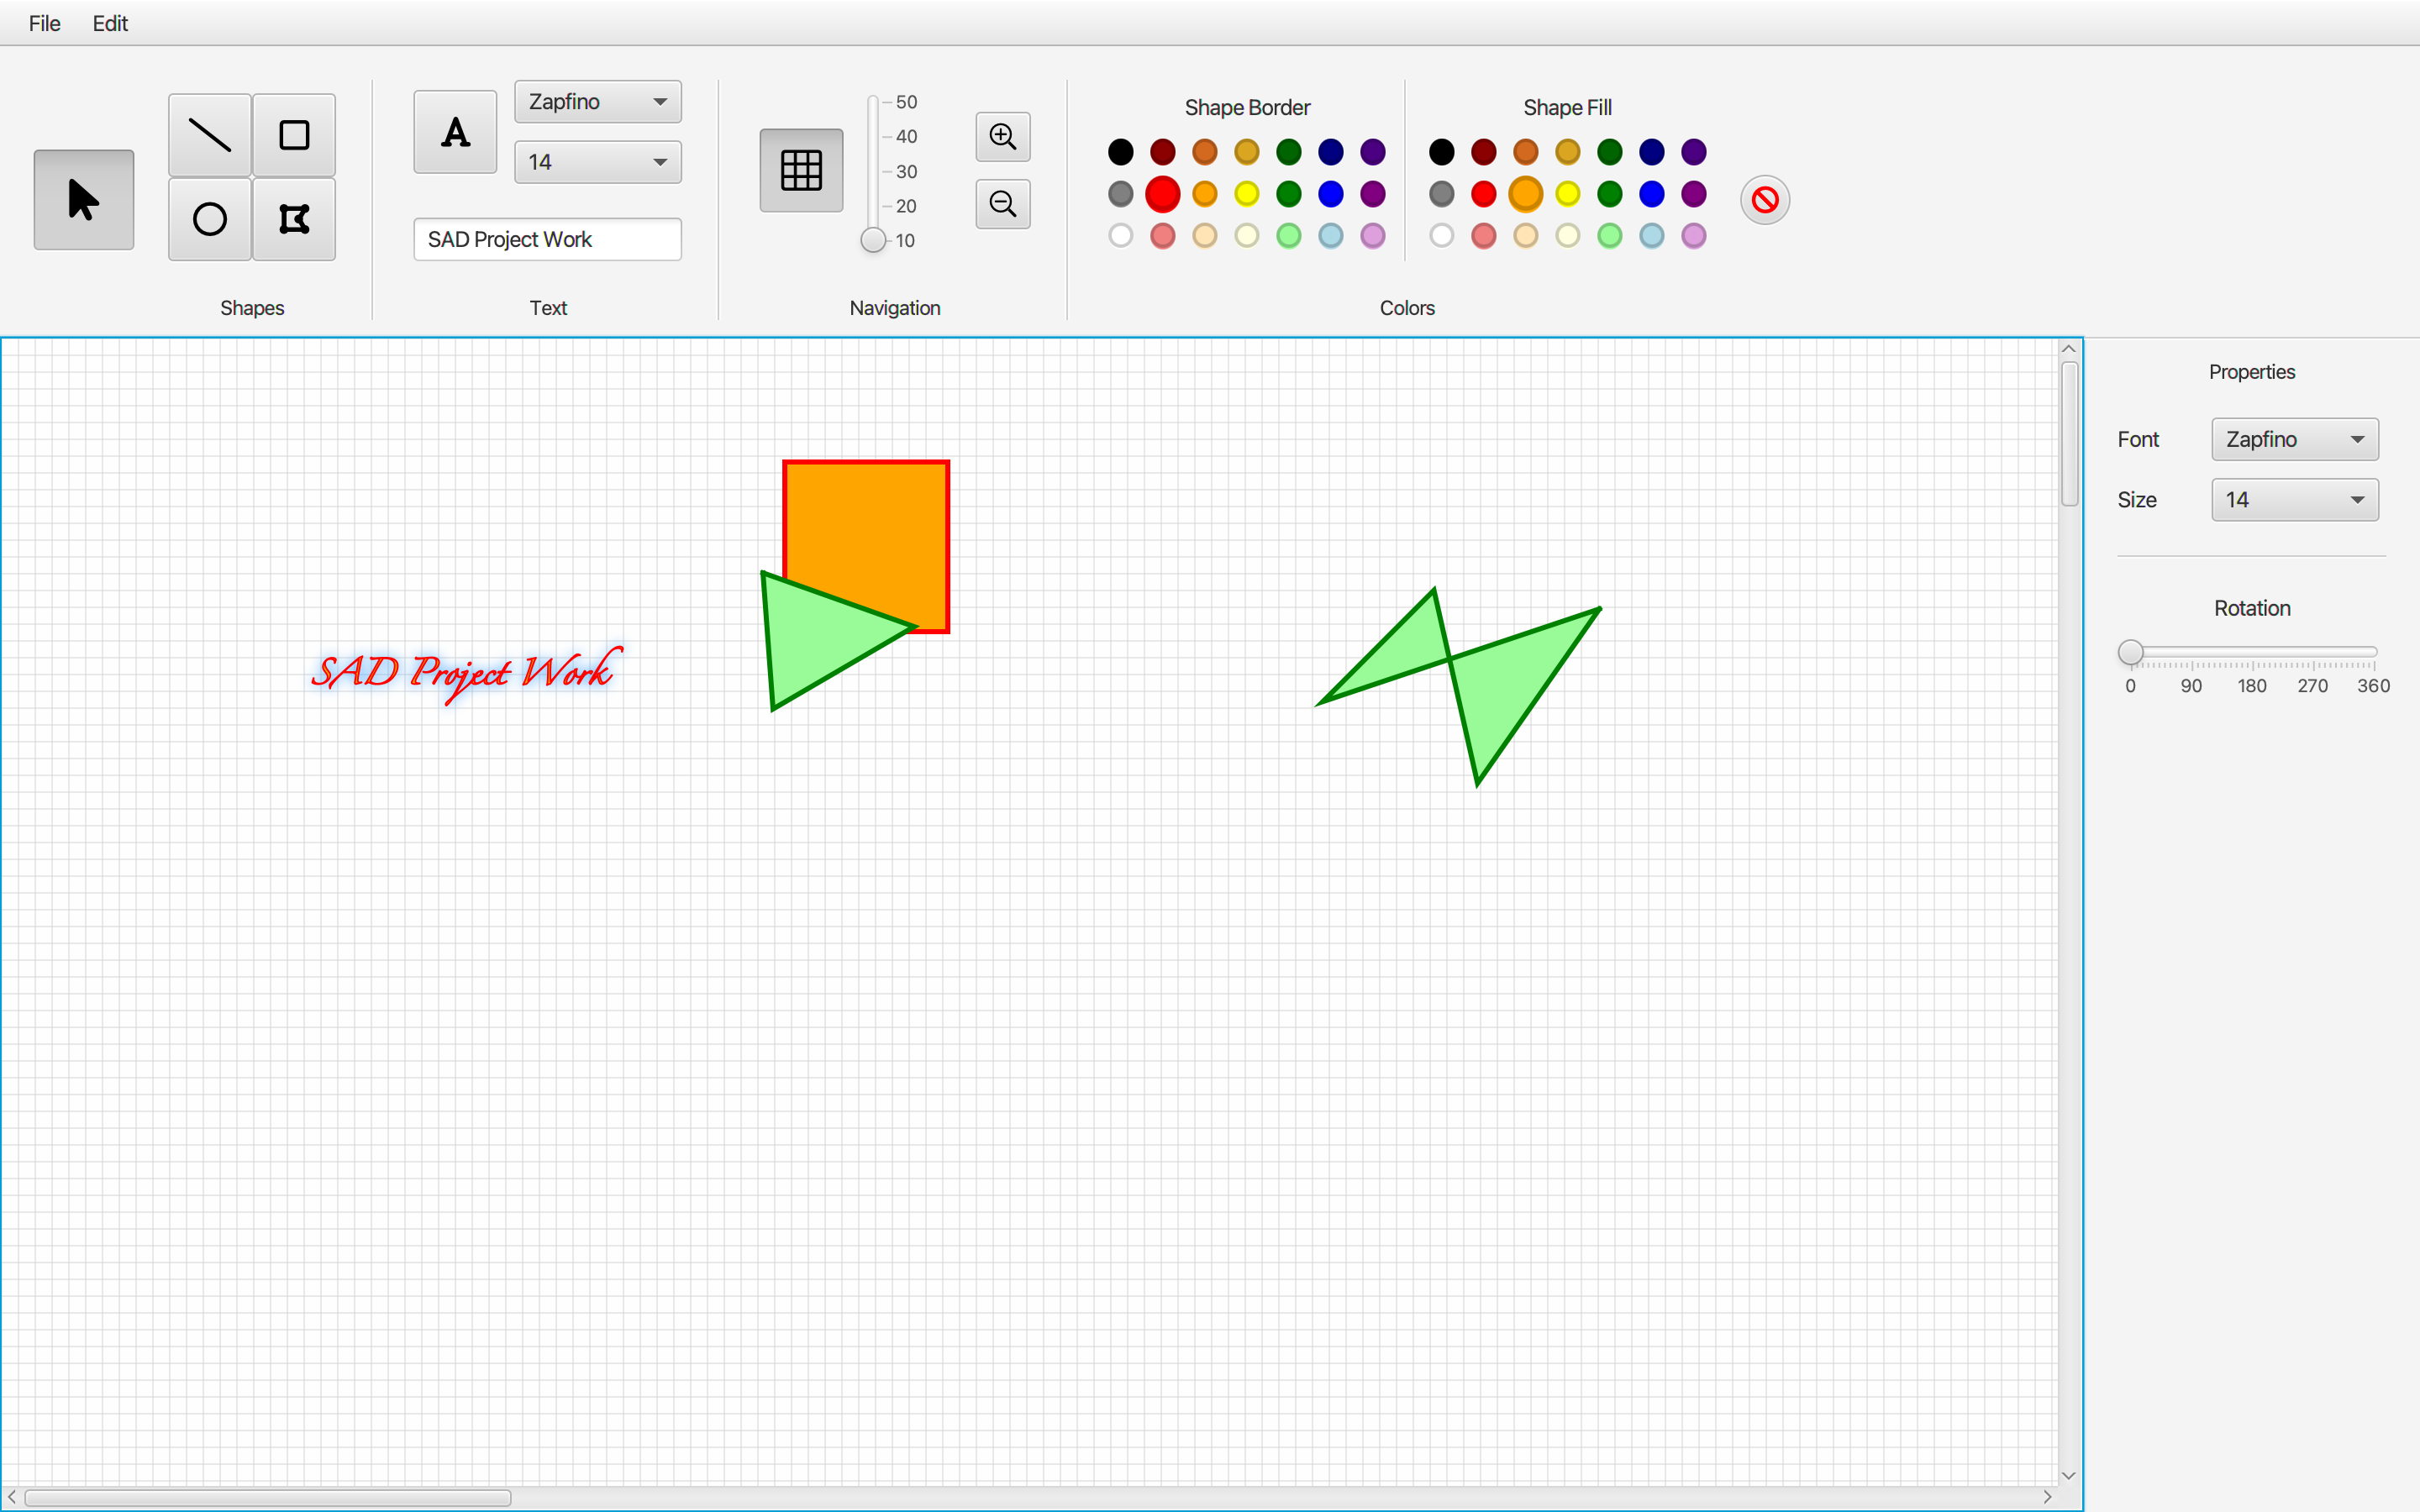 File Edit
A
Zapfino
14
SAD Project Work
50
40
30
20
10
Shape Border
Shape Fill
Shapes
Text
Navigation
Colors
Properties
Font Zapfino
Size 14
Rotation
0 90 180 270 360
SAD Project Work